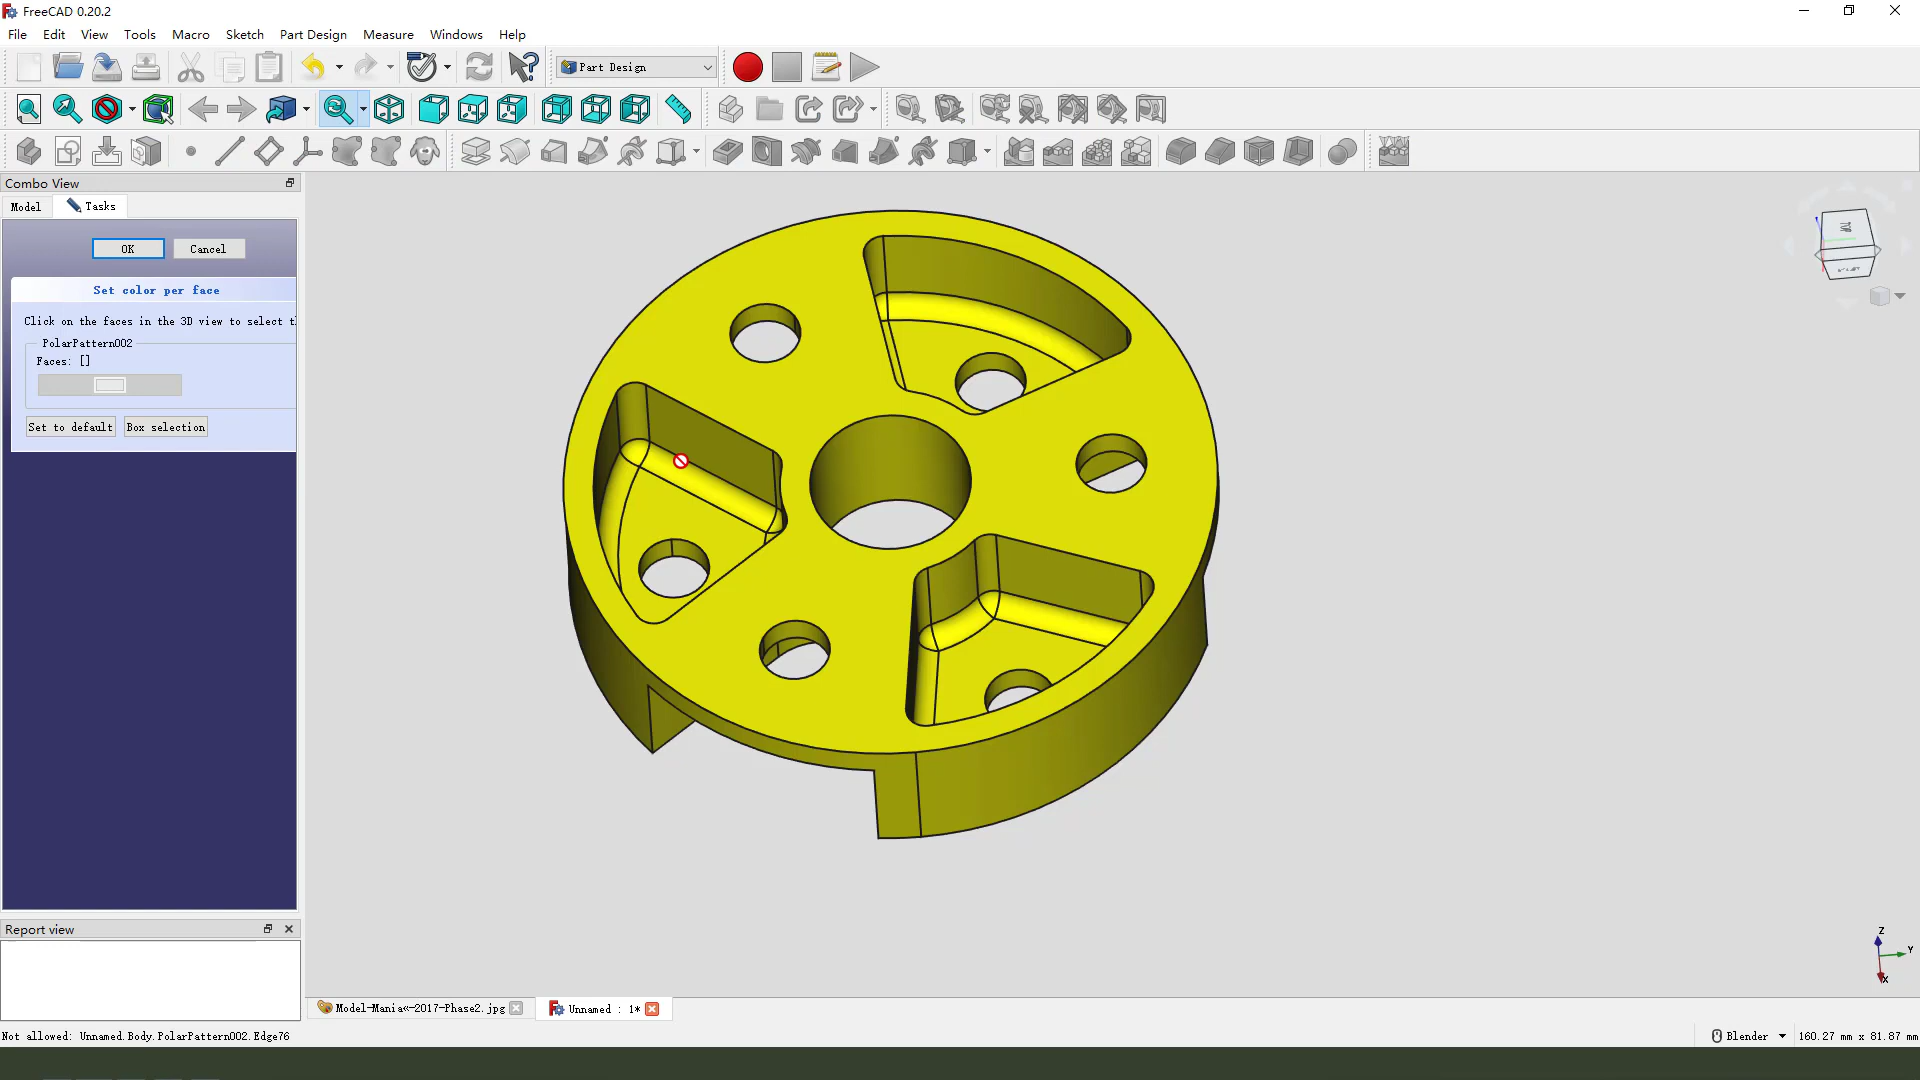 FreeCAD 0.20.2
File Edit View Tools Macro Sketch Part Design Measure Windows Help
Part Design
Combo View
Model Tasks
OK Cancel
Set color per face
Click on the faces in the 3D view to select t
PolarPattern002
Faces: []
Set to default Box selection
TOP
Z
Y
X
Report view
Model-Mania«-2017-Phase2.jpg Unnamed : 1*
Not allowed: Unnamed.Body.PolarPattern002.Edge76
Blender 160.27 mm x 81.87 mm